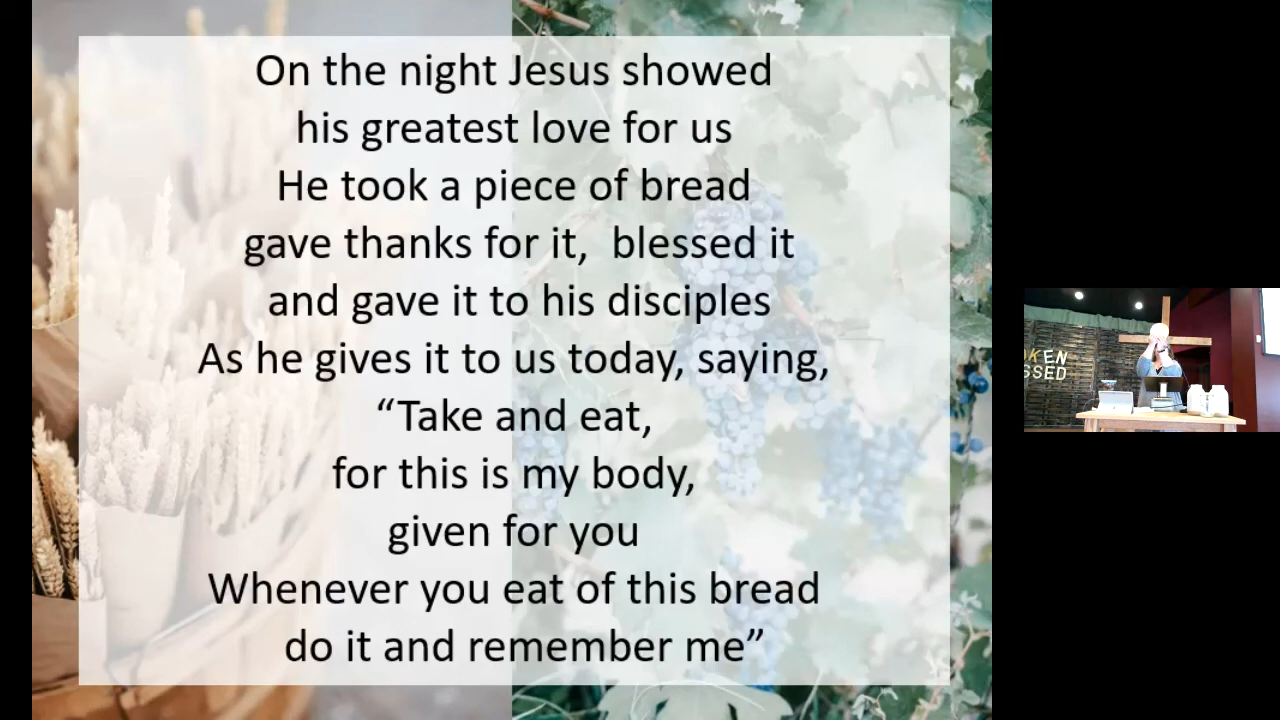 On the night Jesus showed
his greatest love for us
He took a piece of bread
gave thanks for it,  blessed it
and gave it to his disciples
As he gives it to us today, saying,
“Take and eat,
for this is my body,
given for you
Whenever you eat of this bread
do it and remember me”
KEN
SSED